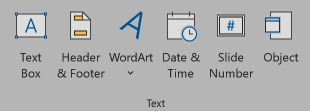 A A #
Text Header WordArt Date & Slide Object
Box & Footer Time Number
Text